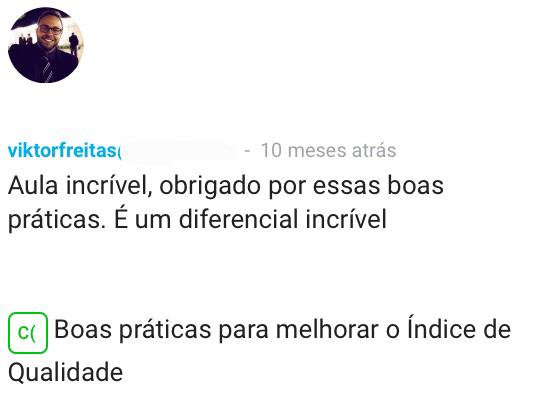 viktorfreitas( - 10 meses atrás
Aula incrível, obrigado por essas boas
práticas. É um diferencial incrível
C( Boas práticas para melhorar o Índice de
Qualidade